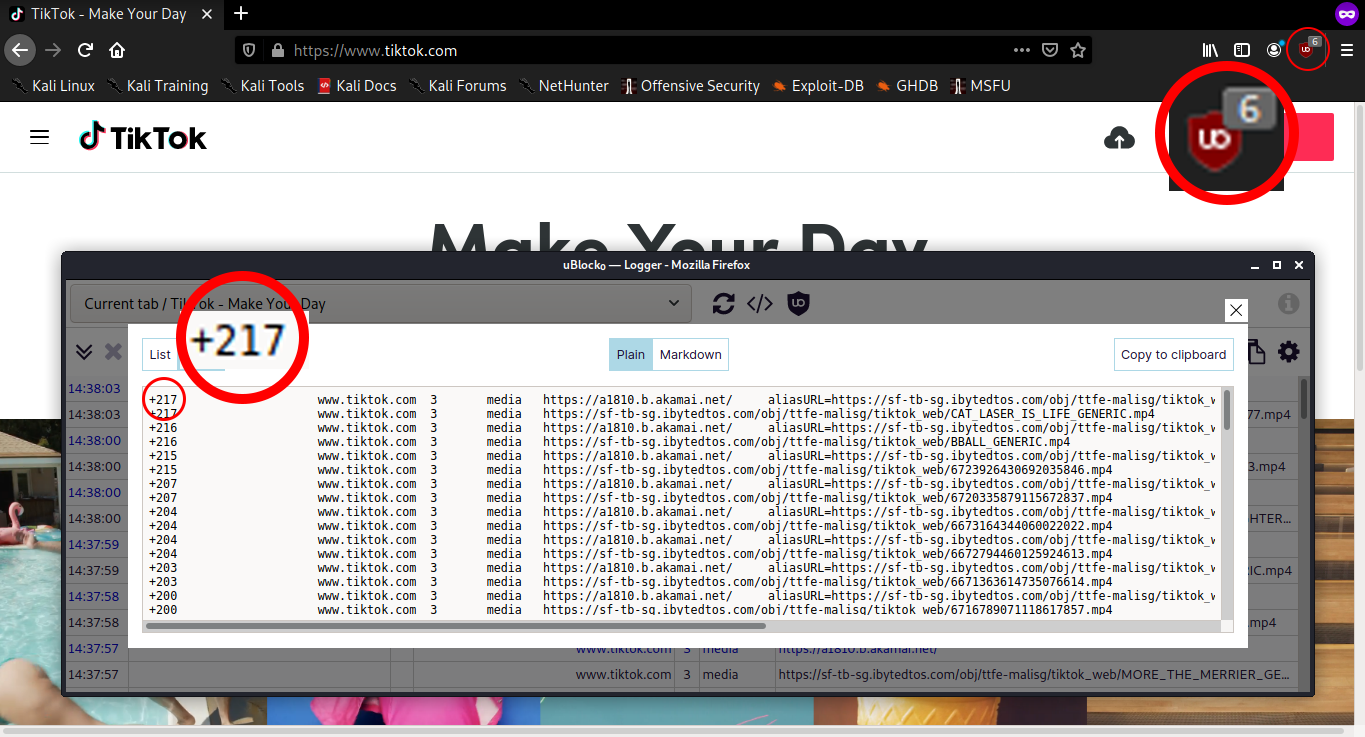 TikTok - Make Your Day
https://www.tiktok.com
6
Kali Linux Kali Training Kali Tools Kali Docs Kali Forums NetHunter Offensive Security Exploit-DB GHDB MSFU
TikTok
6
Make Your Day
uBlock₀ — Logger - Mozilla Firefox
Current tab / TikTok - Make Your Day
+217
List
Plain Markdown
Copy to clipboard
14:38:03
+217 www.tiktok.com 3 media https://a1810.b.akamai.net/ aliasURL=https://sf-tb-sg.ibytedtos.com/obj/ttfe-malisg/tiktok_w
14:38:03 +217 www.tiktok.com 3 media https://sf-tb-sg.ibytedtos.com/obj/ttfe-malisg/tiktok_web/CAT_LASER_IS_LIFE_GENERIC.mp4 77.mp4
+216 www.tiktok.com 3 media https://a1810.b.akamai.net/ aliasURL=https://sf-tb-sg.ibytedtos.com/obj/ttfe-malisg/tiktok_w
14:38:00 +216 www.tiktok.com 3 media https://sf-tb-sg.ibytedtos.com/obj/ttfe-malisg/tiktok_web/BBALL_GENERIC.mp4
+215 www.tiktok.com 3 media https://a1810.b.akamai.net/ aliasURL=https://sf-tb-sg.ibytedtos.com/obj/ttfe-malisg/tiktok_w
14:38:00 +215 www.tiktok.com 3 media https://sf-tb-sg.ibytedtos.com/obj/ttfe-malisg/tiktok_web/6723926430692035846.mp4 3.mp4
+207 www.tiktok.com 3 media https://a1810.b.akamai.net/ aliasURL=https://sf-tb-sg.ibytedtos.com/obj/ttfe-malisg/tiktok_w
14:38:00 +207 www.tiktok.com 3 media https://sf-tb-sg.ibytedtos.com/obj/ttfe-malisg/tiktok_web/6720335879115672837.mp4
+204 www.tiktok.com 3 media https://a1810.b.akamai.net/ aliasURL=https://sf-tb-sg.ibytedtos.com/obj/ttfe-malisg/tiktok_w
14:38:00 +204 www.tiktok.com 3 media https://sf-tb-sg.ibytedtos.com/obj/ttfe-malisg/tiktok_web/6673164344060022022.mp4 HTER...
+204 www.tiktok.com 3 media https://a1810.b.akamai.net/ aliasURL=https://sf-tb-sg.ibytedtos.com/obj/ttfe-malisg/tiktok_w
14:37:59 +204 www.tiktok.com 3 media https://sf-tb-sg.ibytedtos.com/obj/ttfe-malisg/tiktok_web/6672794460125924613.mp4
+203 www.tiktok.com 3 media https://a1810.b.akamai.net/ aliasURL=https://sf-tb-sg.ibytedtos.com/obj/ttfe-malisg/tiktok_w
14:37:59 +203 www.tiktok.com 3 media https://sf-tb-sg.ibytedtos.com/obj/ttfe-malisg/tiktok_web/6671363614735076614.mp4 IC.mp4
14:37:58 +200 www.tiktok.com 3 media https://a1810.b.akamai.net/ aliasURL=https://sf-tb-sg.ibytedtos.com/obj/ttfe-malisg/tiktok_w
+200 www.tiktok.com 3 media https://sf-tb-sg.ibytedtos.com/obj/ttfe-malisg/tiktok_web/6716789071118617857.mp4
14:37:58 .mp4
14:37:57 www.tiktok.com 3 media https://a1810.b.akamai.net/
14:37:57 www.tiktok.com 3 media https://sf-tb-sg.ibytedtos.com/obj/ttfe-malisg/tiktok_web/MORE_THE_MERRIER_GE...